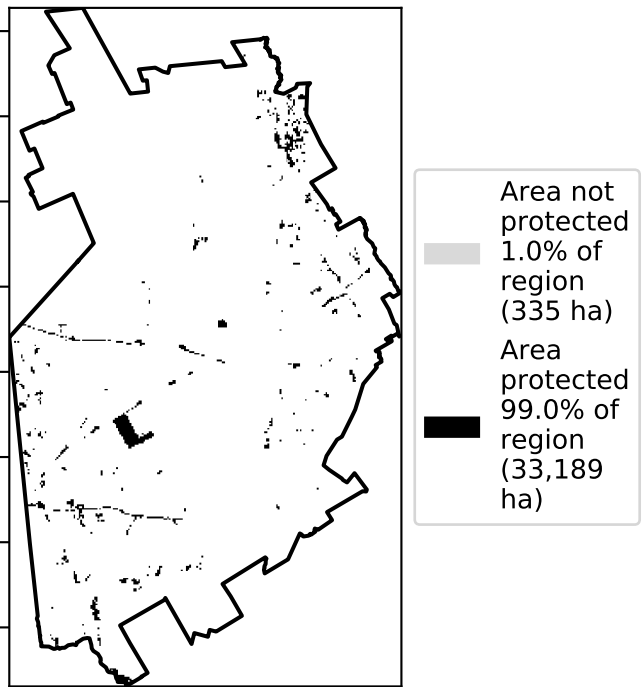 Area not
protected
1.0% of
region
(335 ha)
Area
protected
99.0% of
region
(33,189
ha)